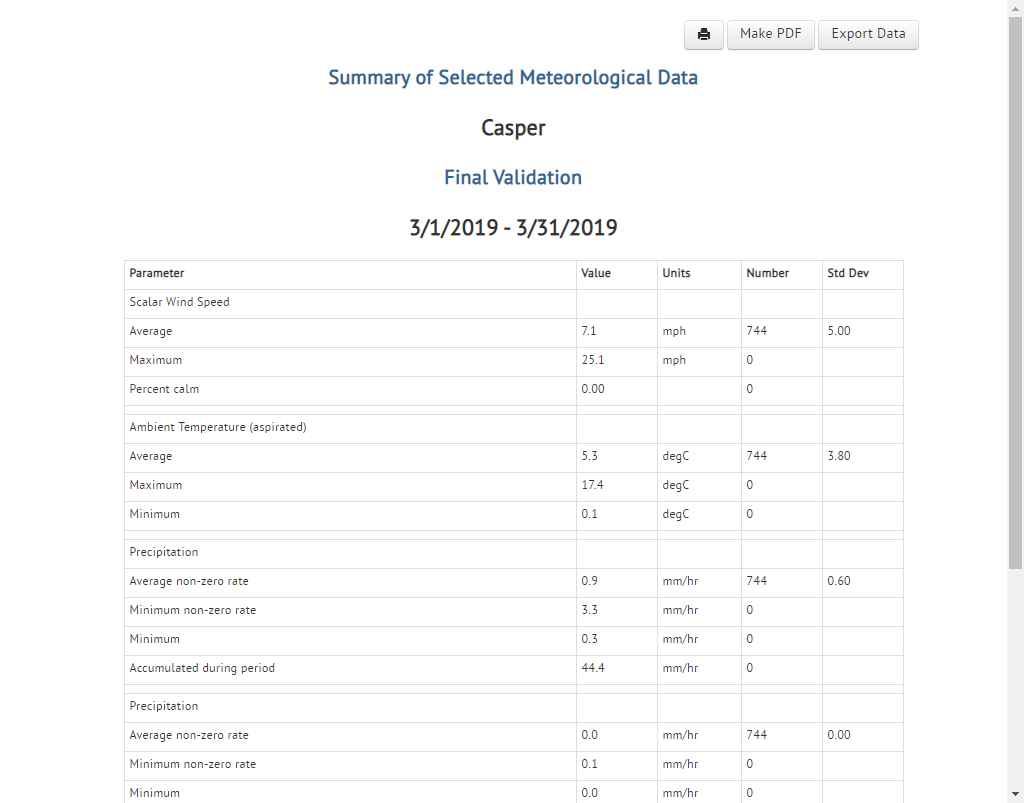 Make PDF Export Data
Summary of Selected Meteorological Data
Casper
Final Validation
3/1/2019 - 3/31/2019
Parameter Value Units Number Std Dev
Scalar Wind Speed
Average 7.1 mph 744 5.00
Maximum 25.1 mph 0
Percent calm 0.00 0
Ambient Temperature (aspirated)
Average 5.3 degC 744 3.80
Maximum 17.4 degC 0
Minimum 0.1 degC 0
Precipitation
Average non-zero rate 0.9 mm/hr 744 0.60
Minimum non-zero rate 3.3 mm/hr 0
Minimum 0.3 mm/hr 0
Accumulated during period 44.4 mm/hr 0
Precipitation
Average non-zero rate 0.0 mm/hr 744 0.00
Minimum non-zero rate 0.1 mm/hr 0
Minimum 0.0 mm/hr 0